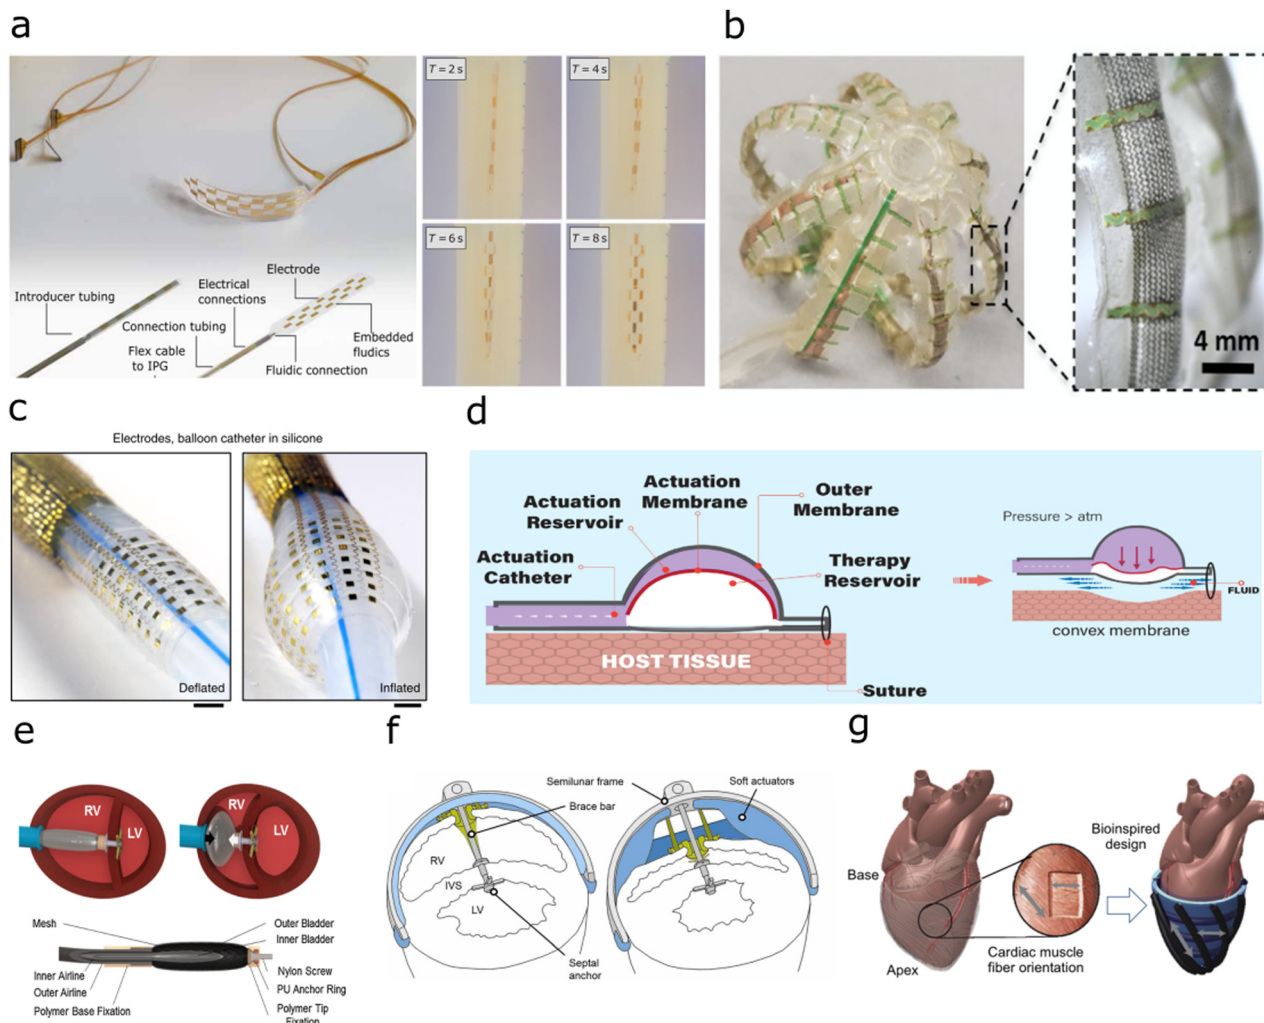 a
T = 2 s
T = 4 s
T = 6 s
T = 8 s
Introducer tubing
Electrical
connections
Electrode
Connection tubing
Flex cable
to IPG
Embedded
fludics
Fluidic connection
b
4 mm
c
Electrodes, balloon catheter in silicone
Deflated
Inflated
d
Actuation
Catheter
Actuation
Reservoir
Actuation
Membrane
Outer
Membrane
Therapy
Reservoir
HOST TISSUE
Suture
Pressure > atm
FLUID
convex membrane
e
RV
LV
RV
LV
Mesh
Outer Bladder
Inner Bladder
Inner Airline
Outer Airline
Polymer Base Fixation
Nylon Screw
PU Anchor Ring
Polymer Tip
Fixation
f
Semilunar frame
Brace bar
Soft actuators
RV
IVS
LV
Septal
anchor
g
Base
Apex
Cardiac muscle
fiber orientation
Bioinspired
design